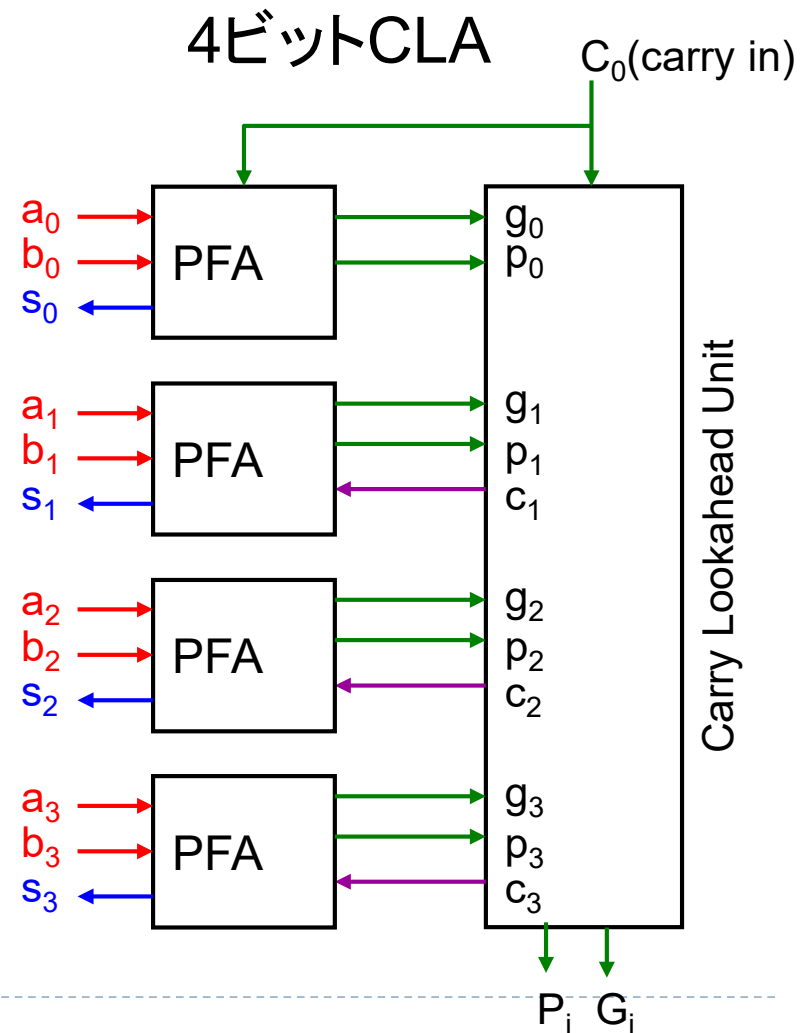 4ビットCLA
C₀(carry in)
a₀
b₀
s₀
PFA
g₀
p₀
a₁
b₁
s₁
PFA
g₁
p₁
c₁
a₂
b₂
s₂
PFA
g₂
p₂
c₂
a₃
b₃
s₃
PFA
g₃
p₃
c₃
Carry Lookahead Unit
Pᵢ Gᵢ